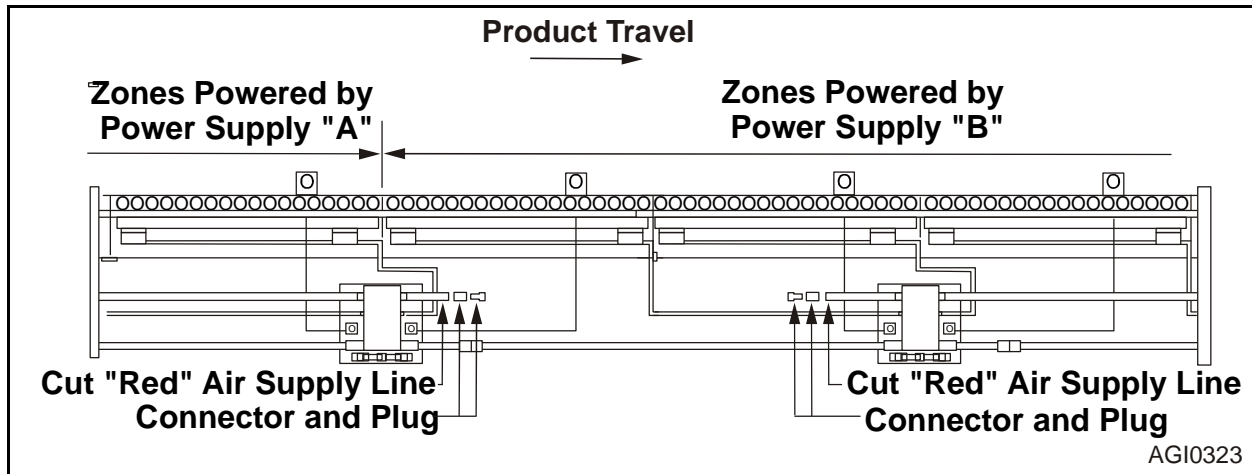 Product Travel
Zones Powered by
Power Supply "A"
Zones Powered by
Power Supply "B"
Cut "Red" Air Supply Line
Connector and Plug
Cut "Red" Air Supply Line
Connector and Plug
AGI0323